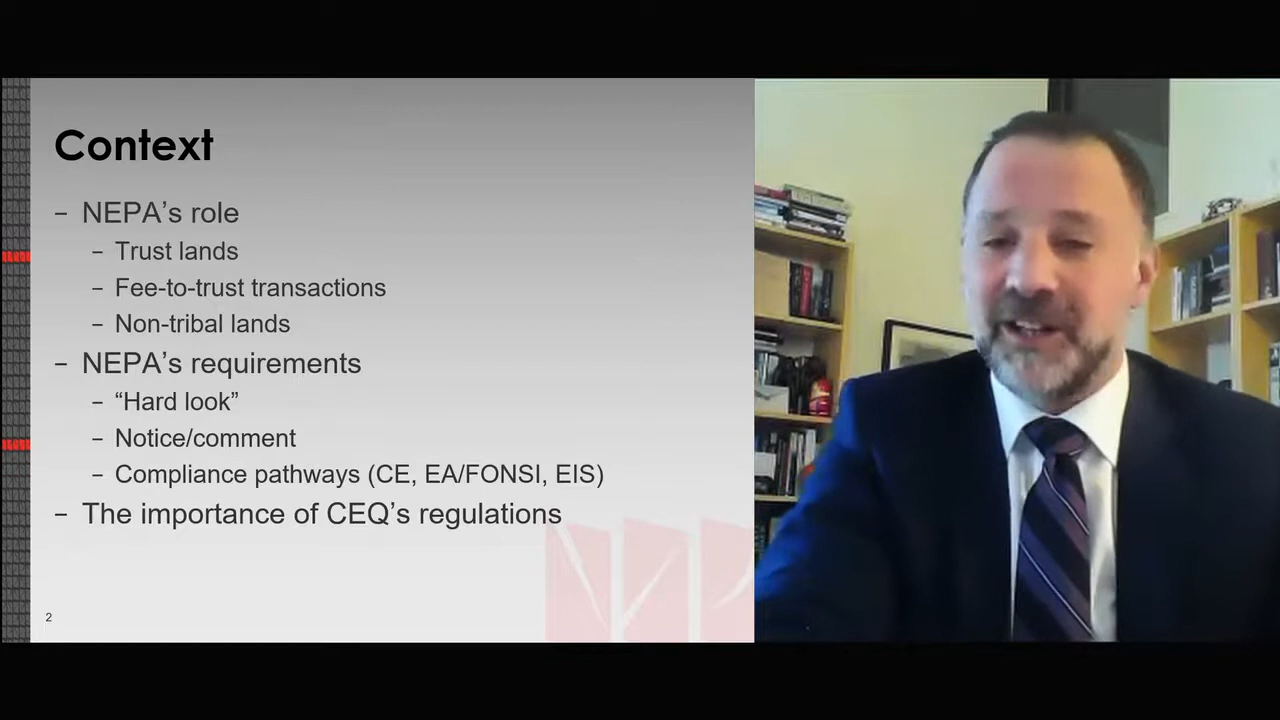 Context
– NEPA’s role
– Trust lands
– Fee-to-trust transactions
– Non-tribal lands
– NEPA’s requirements
– “Hard look”
– Notice/comment
– Compliance pathways (CE, EA/FONSI, EIS)
– The importance of CEQ’s regulations
2